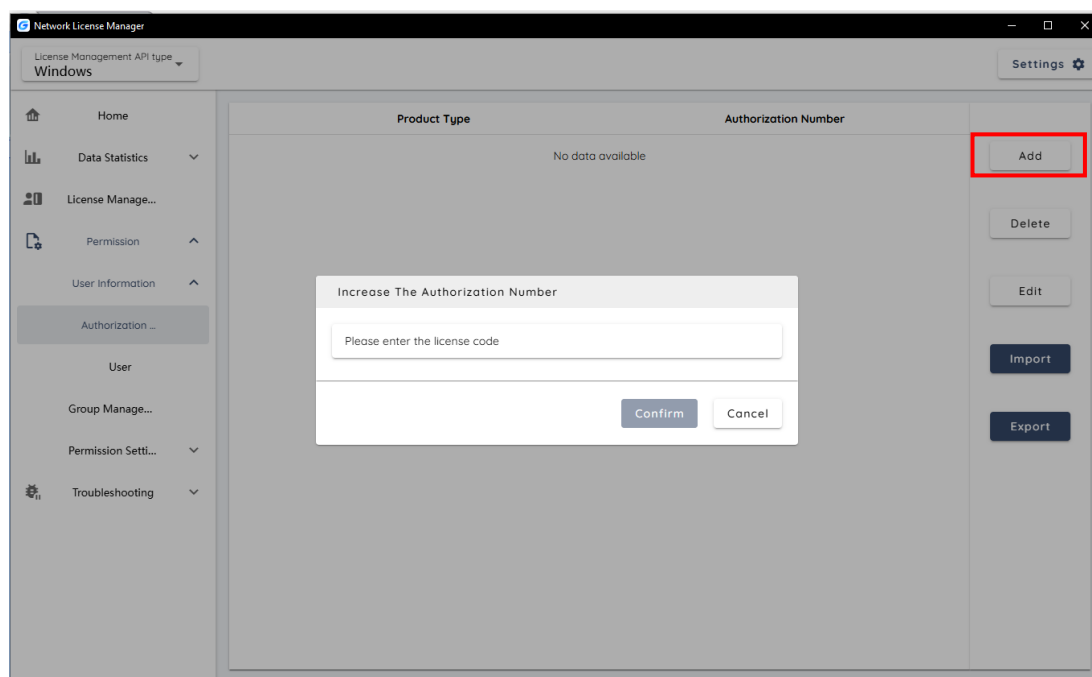 Network License Manager
License Management API type
Windows
Settings
Home
Data Statistics
License Manage...
Permission
User Information
Authorization ...
User
Group Manage...
Permission Setti...
Troubleshooting
Product Type Authorization Number
No data available
Add
Delete
Edit
Import
Export
Increase The Authorization Number
Please enter the license code
Confirm Cancel